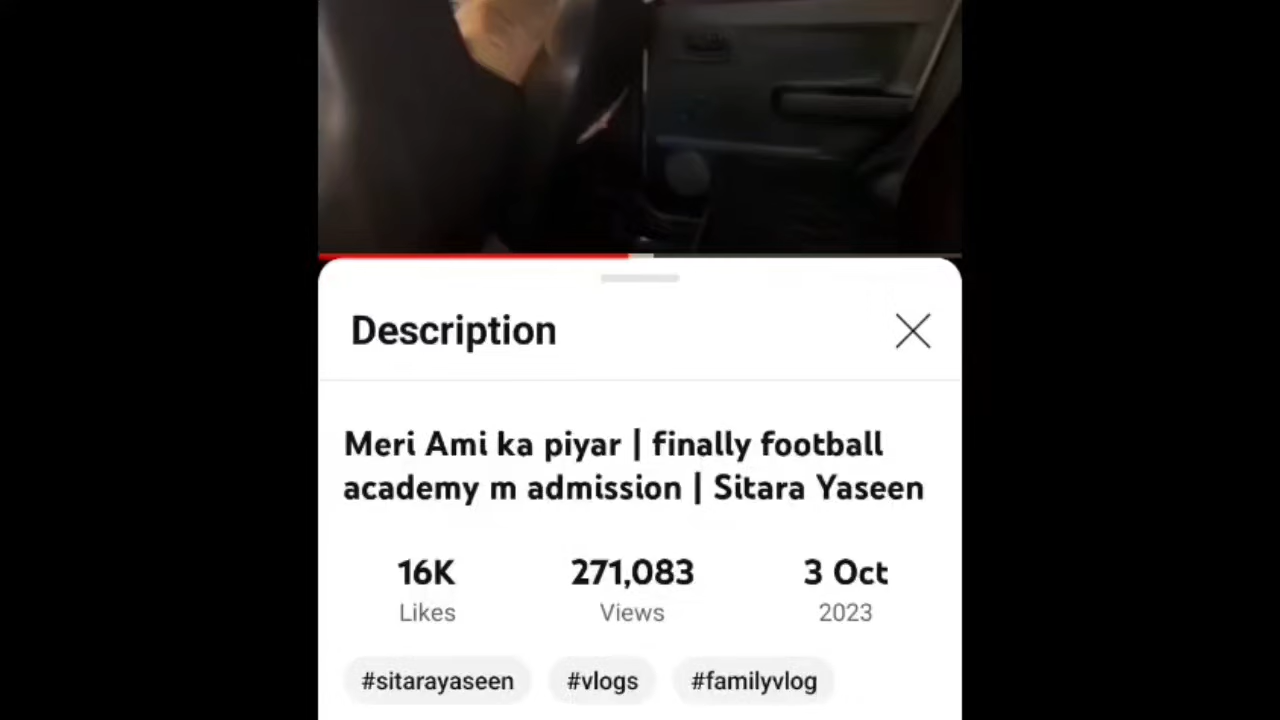 Description
Meri Ami ka piyar | finally football
academy m admission | Sitara Yaseen
16K 271,083 3 Oct
Likes Views 2023
#sitarayaseen #vlogs #familyvlog